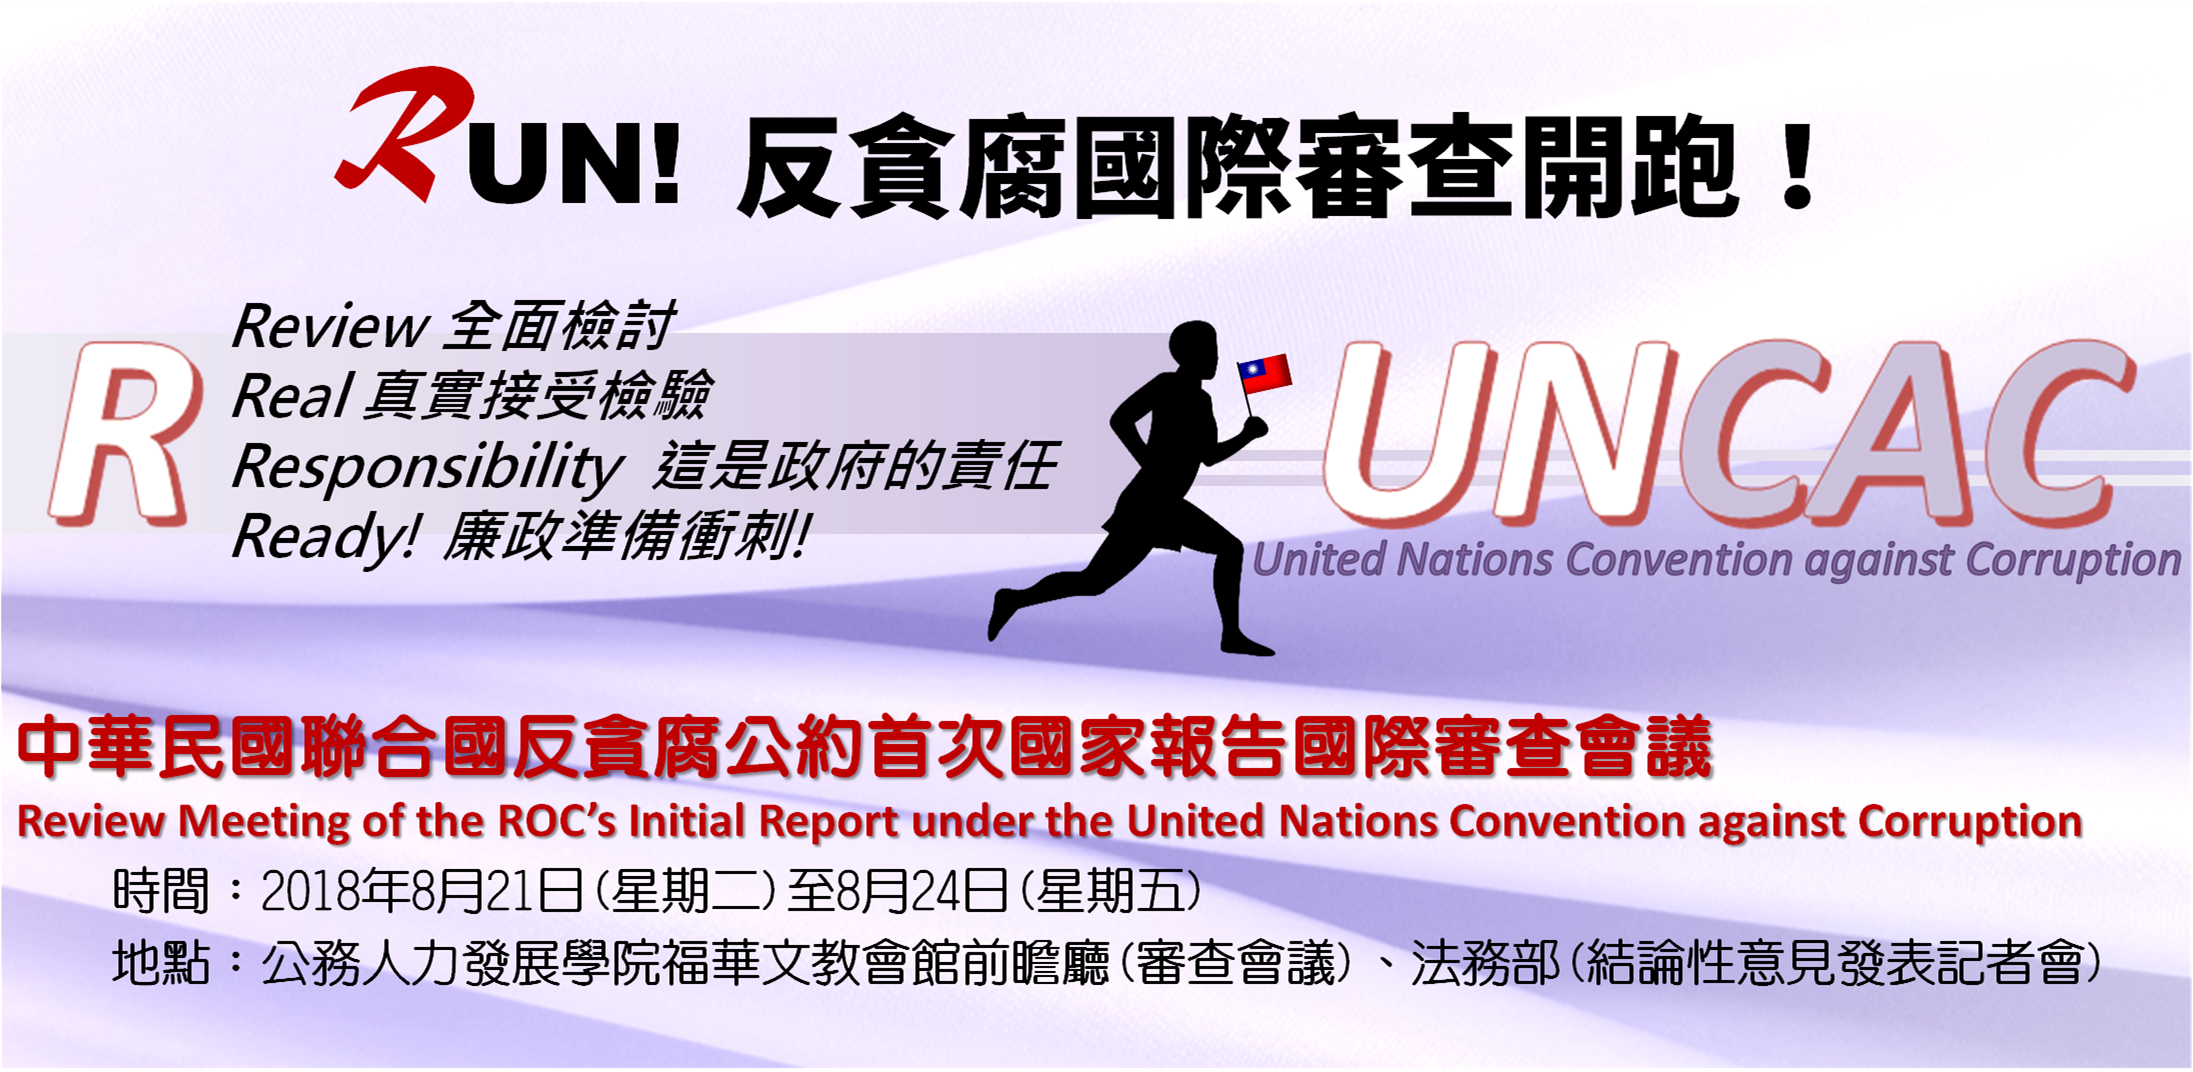 RUN! 反貪腐國際審查開跑！
R
Review 全面檢討
Real 真實接受檢驗
Responsibility 這是政府的責任
Ready! 廉政準備衝刺!
UNCAC
United Nations Convention against Corruption
中華民國聯合國反貪腐公約首次國家報告國際審查會議
Review Meeting of the ROC’s Initial Report under the United Nations Convention against Corruption
時間：2018年8月21日(星期二)至8月24日(星期五)
地點：公務人力發展學院福華文教會館前瞻廳(審查會議)、法務部(結論性意見發表記者會)